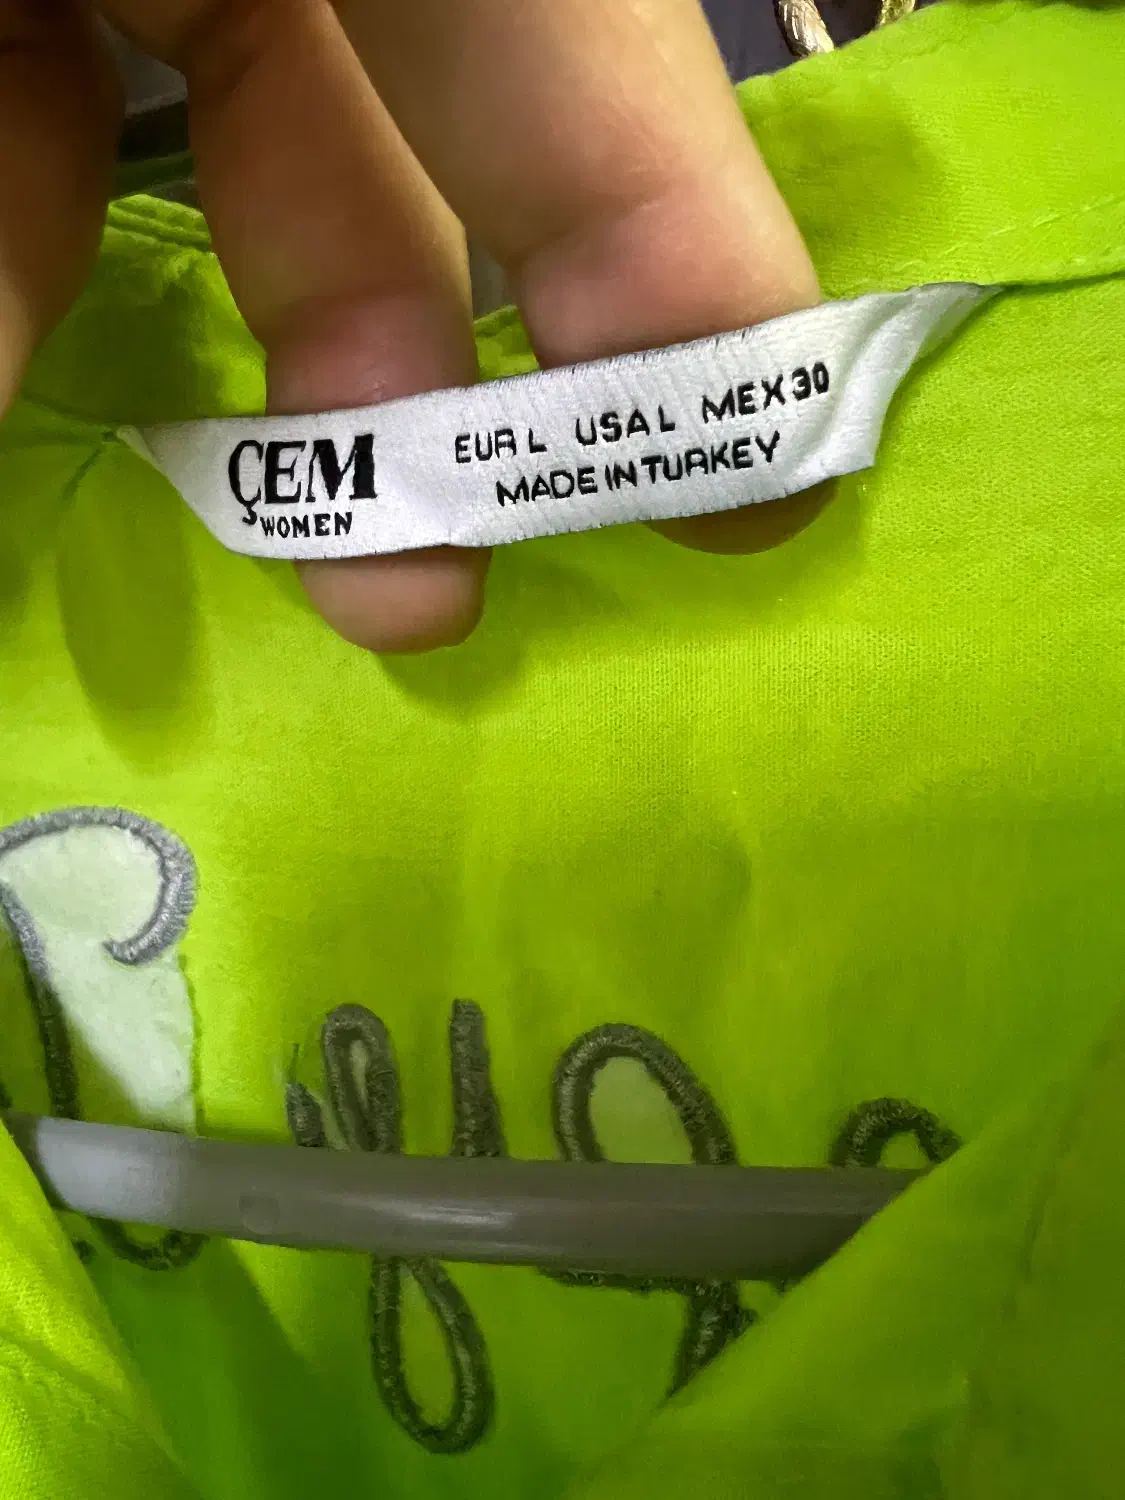 ÇEM
WOMEN
EUR L USA L MEX 30
MADE IN TURKEY